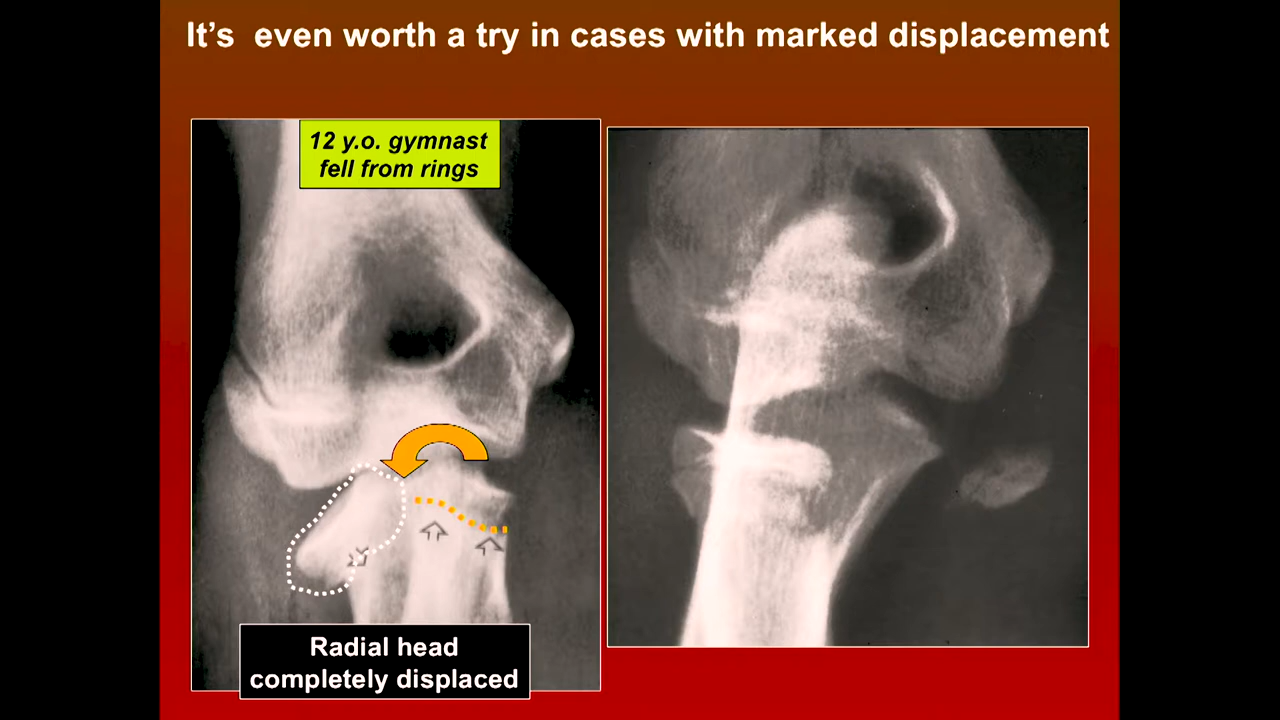 It's  even worth a try in cases with marked displacement
12 y.o. gymnast
fell from rings
Radial head
completely displaced